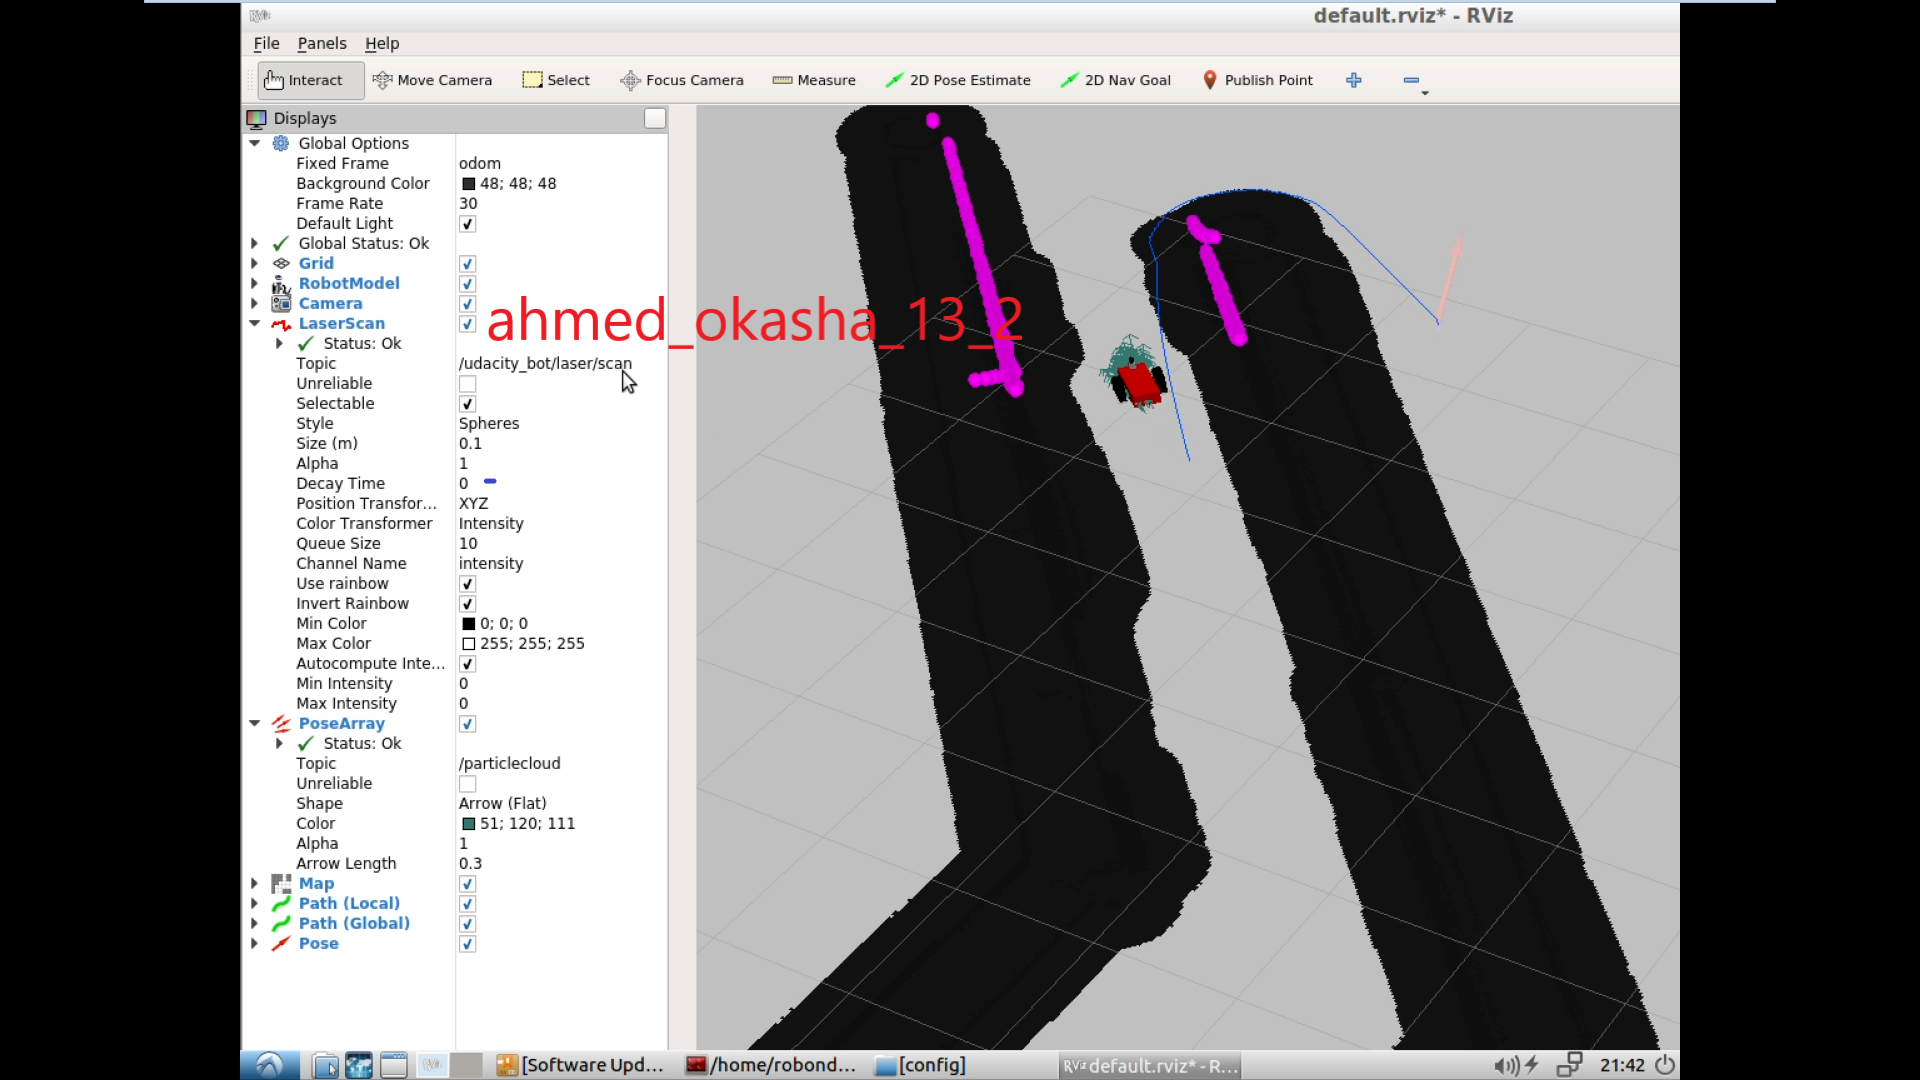 RViz
default.rviz* - RViz
File Panels Help
Interact Move Camera Select Focus Camera Measure 2D Pose Estimate 2D Nav Goal Publish Point
Displays
Global Options
Fixed Frame odom
Background Color 48; 48; 48
Frame Rate 30
Default Light
Global Status: Ok
Grid
RobotModel
Camera
LaserScan
ahmed_okasha_13_2
Status: Ok
Topic /udacity_bot/laser/scan
Unreliable
Selectable
Style Spheres
Size (m) 0.1
Alpha 1
Decay Time 0
Position Transfor... XYZ
Color Transformer Intensity
Queue Size 10
Channel Name intensity
Use rainbow
Invert Rainbow
Min Color 0; 0; 0
Max Color 255; 255; 255
Autocompute Inte...
Min Intensity 0
Max Intensity 0
PoseArray
Status: Ok
Topic /particlecloud
Unreliable
Shape Arrow (Flat)
Color 51; 120; 111
Alpha 1
Arrow Length 0.3
Map
Path (Local)
Path (Global)
Pose
[Software Upd... /home/robond... [config] RViz default.rviz* - R... 21:42